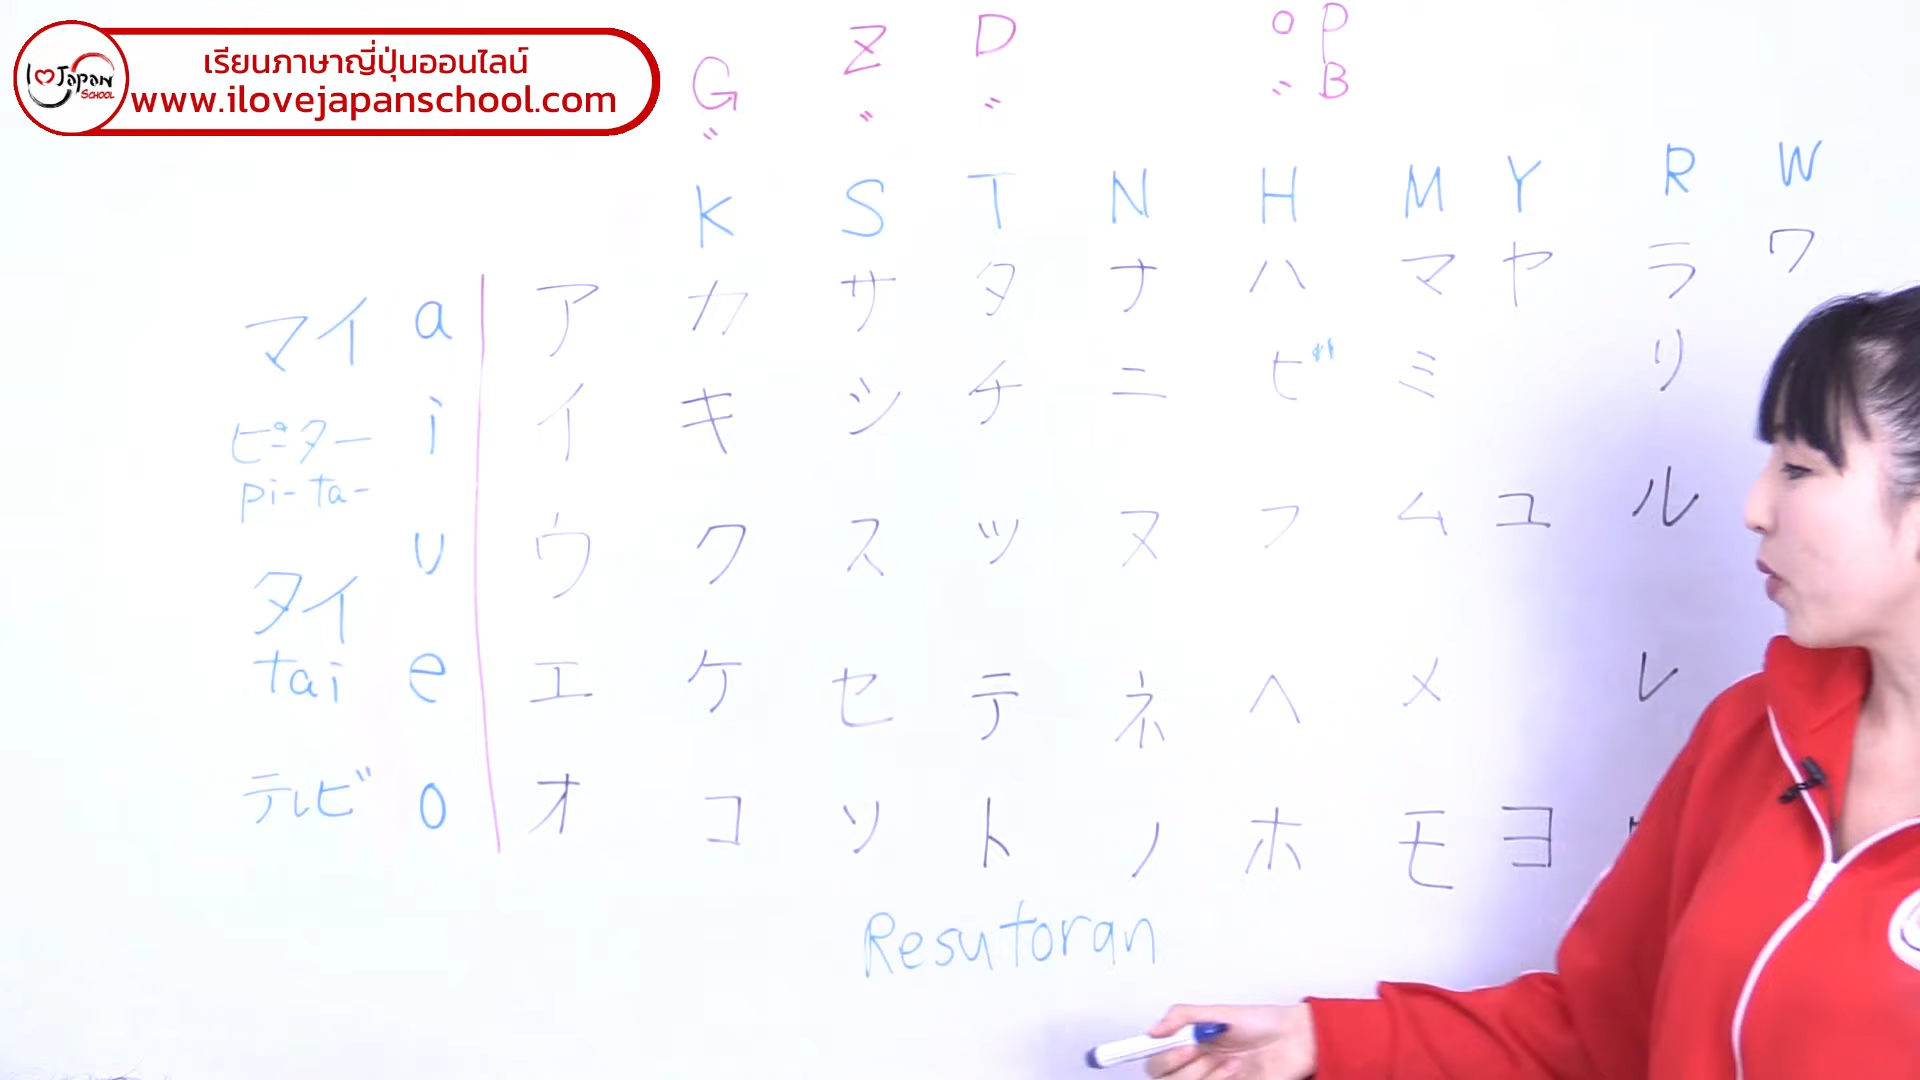 I ♥ Japan SCHOOL
เรียนภาษาญี่ปุ่นออนไลน์
www.ilovejapanschool.com
G Z D ゜ P
゛ ゛ ゛ ゛ B
K S T N H M Y R W
マイ a ア カ サ タ ナ ハ マ ヤ ラ ワ
ピーター i イ キ シ チ ニ ビ ミ リ
pi-ta-
u ウ ク ス ツ ヌ フ ム ユ ル
タイ
tai e エ ケ セ テ ネ ヘ メ レ
テレビ o オ コ ソ ト ノ ホ モ ヨ
Resutoran